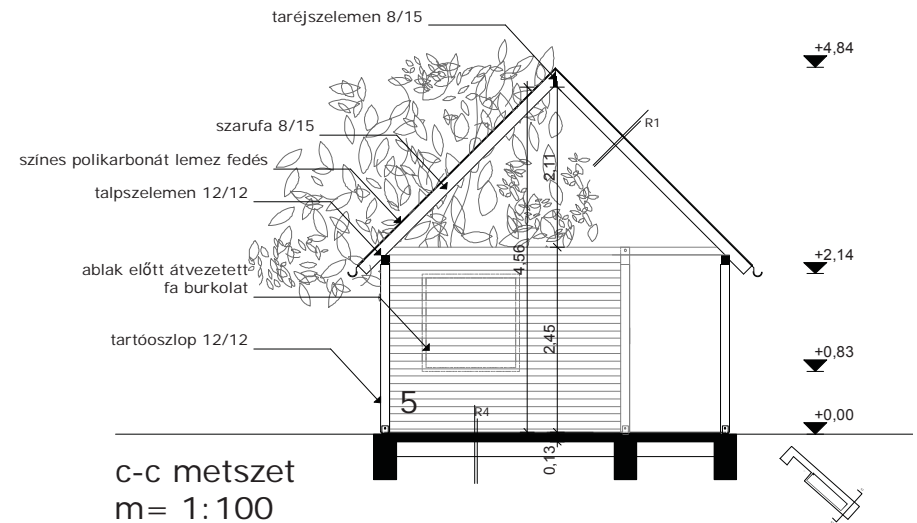 taréjszelemen 8/15
+4,84
szarufa 8/15
R1
színes polikarbonát lemez fedés
2,11
talpszelemen 12/12
4,56
+2,14
ablak előtt átvezetett
fa burkolat
2,45
tartóoszlop 12/12
+0,83
5
R4
+0,00
0,13
c-c metszet
m= 1:100